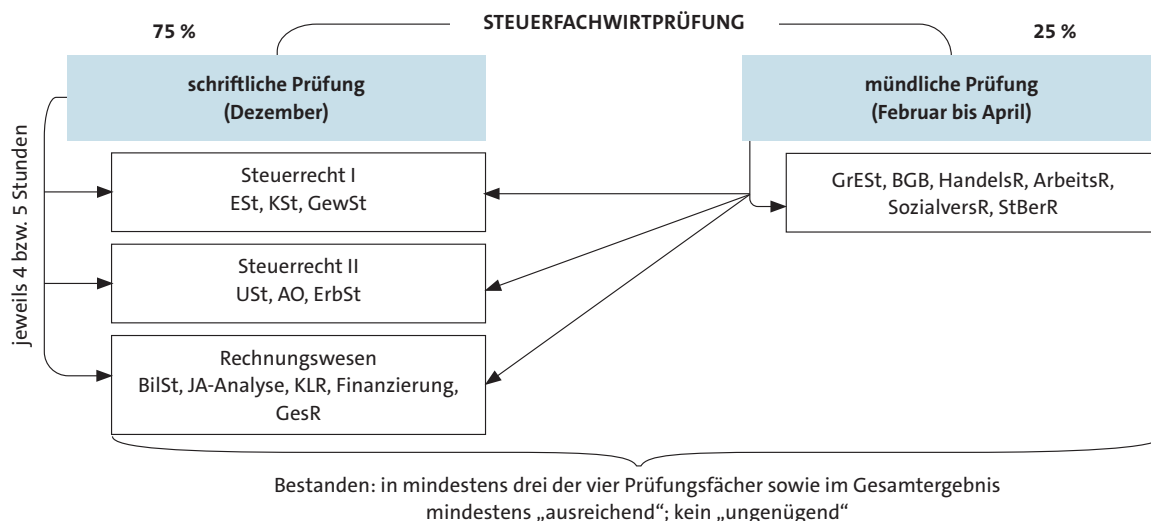 STEUERFACHWIRTPRÜFUNG
75 %
25 %
schriftliche Prüfung
(Dezember)
mündliche Prüfung
(Februar bis April)
jeweils 4 bzw. 5 Stunden
Steuerrecht I
ESt, KSt, GewSt
GrESt, BGB, HandelsR, ArbeitsR,
SozialversR, StBerR
Steuerrecht II
USt, AO, ErbSt
Rechnungswesen
BilSt, JA-Analyse, KLR, Finanzierung,
GesR
Bestanden: in mindestens drei der vier Prüfungsfächer sowie im Gesamtergebnis
mindestens „ausreichend“; kein „ungenügend“